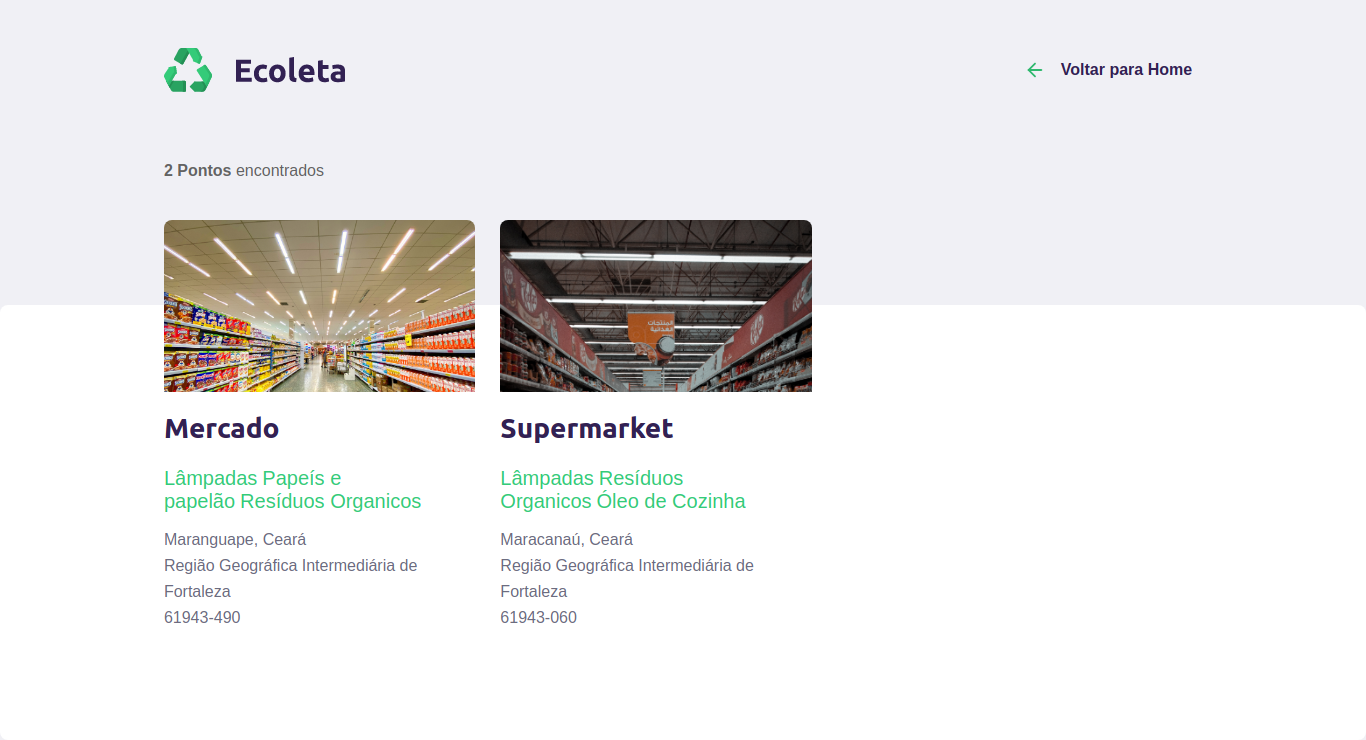 Ecoleta
Voltar para Home
2 Pontos encontrados
المنتجات
الغذائية
Mercado
Supermarket
Lâmpadas Papeís e
papelão Resíduos Organicos
Lâmpadas Resíduos
Organicos Óleo de Cozinha
Maranguape, Ceará
Região Geográfica Intermediária de
Fortaleza
61943-490
Maracanaú, Ceará
Região Geográfica Intermediária de
Fortaleza
61943-060